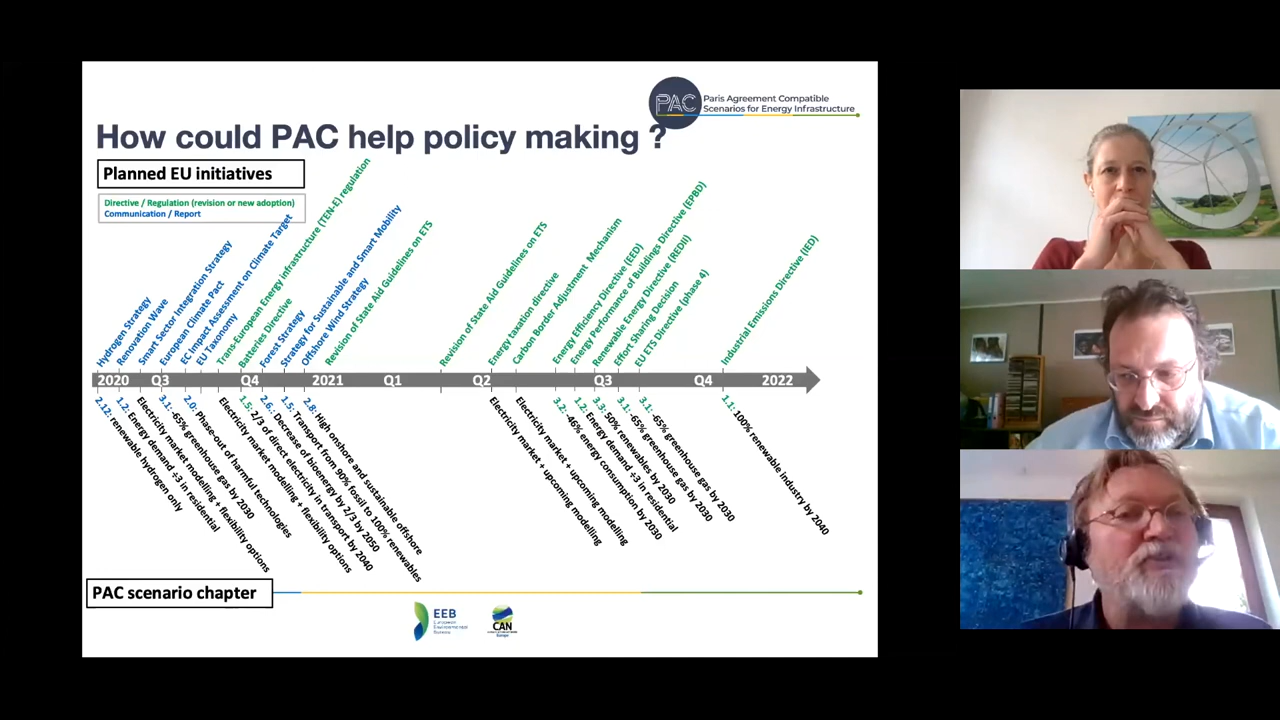 PAC
Paris Agreement Compatible
Scenarios for Energy Infrastructure
How could PAC help policy making ?
Planned EU initiatives
Directive / Regulation (revision or new adoption)
Communication / Report
Hydrogen Strategy
Renovation Wave
Smart Sector Integration Strategy
European Climate Pact
EC Impact Assessment on Climate Target
EU Taxonomy
Trans-European Energy Infrastructure (TEN-E) regulation
Batteries Directive
Forest Strategy
Strategy for Sustainable and Smart Mobility
Offshore Wind Strategy
Revision of State Aid Guidelines on ETS
Revision of State Aid Guidelines on ETS
Energy taxation directive
Carbon Border Adjustment Mechanism
Energy Efficiency Directive (EED)
Energy Performance of Buildings Directive (EPBD)
Renewable Energy Directive (REDII)
Effort Sharing Decision
EU ETS Directive (phase 4)
Industrial Emissions Directive (IED)
2020 Q3 Q4 2021 Q1 Q2 Q3 Q4 2022
2.12: renewable hydrogen only
1.2: Energy demand ÷3 in residential
Electricity market modelling + flexibility options
3.1: -65% greenhouse gas by 2030
2.0: Phase-out of harmful technologies
Electricity market modelling + flexibility options
1.5: 2/3 of direct electricity in transport by 2040
2.6: Decrease of bioenergy by 2/3 by 2050
1.5: Transport from 90% fossil to 100% renewables
2.8: High onshore and sustainable offshore
Electricity market + upcoming modelling
Electricity market + upcoming modelling
3.2: -46% energy consumption by 2030
1.2: Energy demand ÷3 in residential
3.3: 50% renewables by 2030
3.1: -65% greenhouse gas by 2030
3.1: -65% greenhouse gas by 2030
1.1: 100% renewable industry by 2040
PAC scenario chapter
EEB
European
Environmental
Bureau
CAN
Europe